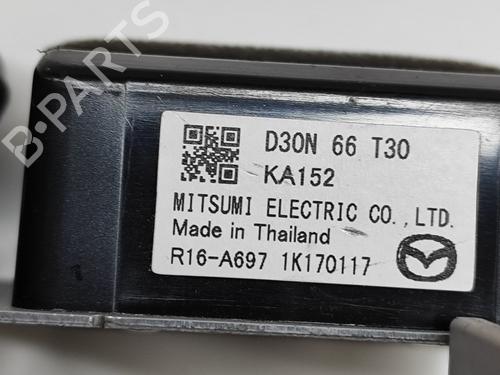 D30N 66 T30
KA152
MITSUMI ELECTRIC CO.,LTD.
Made in Thailand
R16-A697 1K170117
B-PARTS